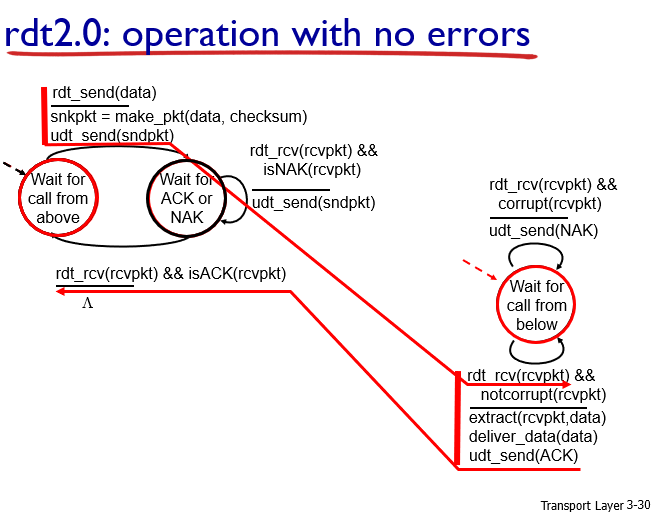 rdt2.0: operation with no errors
rdt_send(data)
snkpkt = make_pkt(data, checksum)
udt_send(sndpkt)
Wait for
call from
above
Wait for
ACK or
NAK
rdt_rcv(rcvpkt) &&
isNAK(rcvpkt)
udt_send(sndpkt)
rdt_rcv(rcvpkt) && isACK(rcvpkt)
Λ
rdt_rcv(rcvpkt) &&
corrupt(rcvpkt)
udt_send(NAK)
Wait for
call from
below
rdt_rcv(rcvpkt) &&
notcorrupt(rcvpkt)
extract(rcvpkt,data)
deliver_data(data)
udt_send(ACK)
Transport Layer 3-30